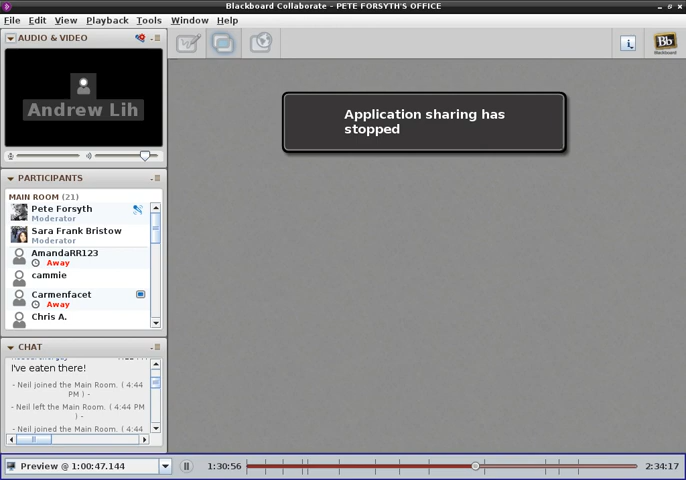 Blackboard Collaborate - PETE FORSYTH'S OFFICE
File Edit View Playback Tools Window Help
AUDIO & VIDEO
Andrew Lih
PARTICIPANTS
MAIN ROOM (21)
Pete Forsyth
Moderator
Sara Frank Bristow
Moderator
AmandaRR123
Away
cammie
Carmenfacet
Away
Chris A.
CHAT
I've eaten there!
- Neil joined the Main Room. ( 4:44
PM ) -
- Neil left the Main Room. ( 4:44 PM
) -
- Neil joined the Main Room. ( 4:44
Application sharing has
stopped
i
Bb
Blackboard
Preview @ 1:00:47.144
1:30:56
2:34:17